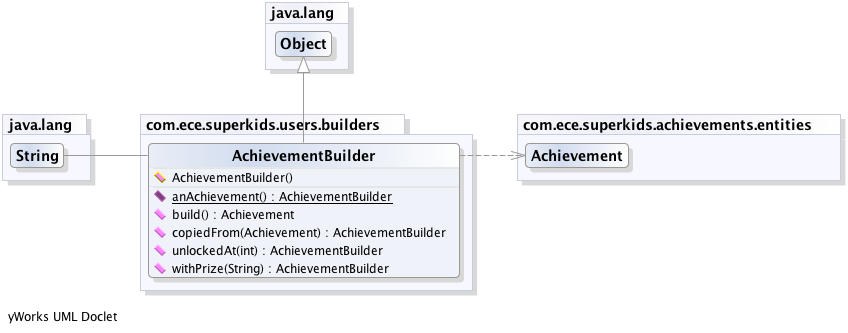 java.lang
Object
java.lang
String
com.ece.superkids.users.builders
AchievementBuilder
AchievementBuilder()
anAchievement() : AchievementBuilder
build() : Achievement
copiedFrom(Achievement) : AchievementBuilder
unlockedAt(int) : AchievementBuilder
withPrize(String) : AchievementBuilder
com.ece.superkids.achievements.entities
Achievement
yWorks UML Doclet